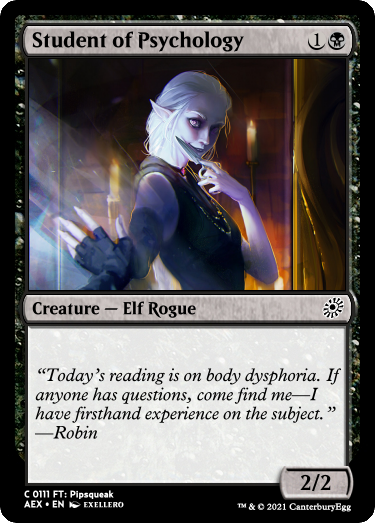 Student of Psychology 1
Creature — Elf Rogue
“Today’s reading is on body dysphoria. If
anyone has questions, come find me—I
have firsthand experience on the subject.”
—Robin
2/2
C 0111 FT: Pipsqueak
AEX • EN EXELLERO
™ & © 2021 CanterburyEgg